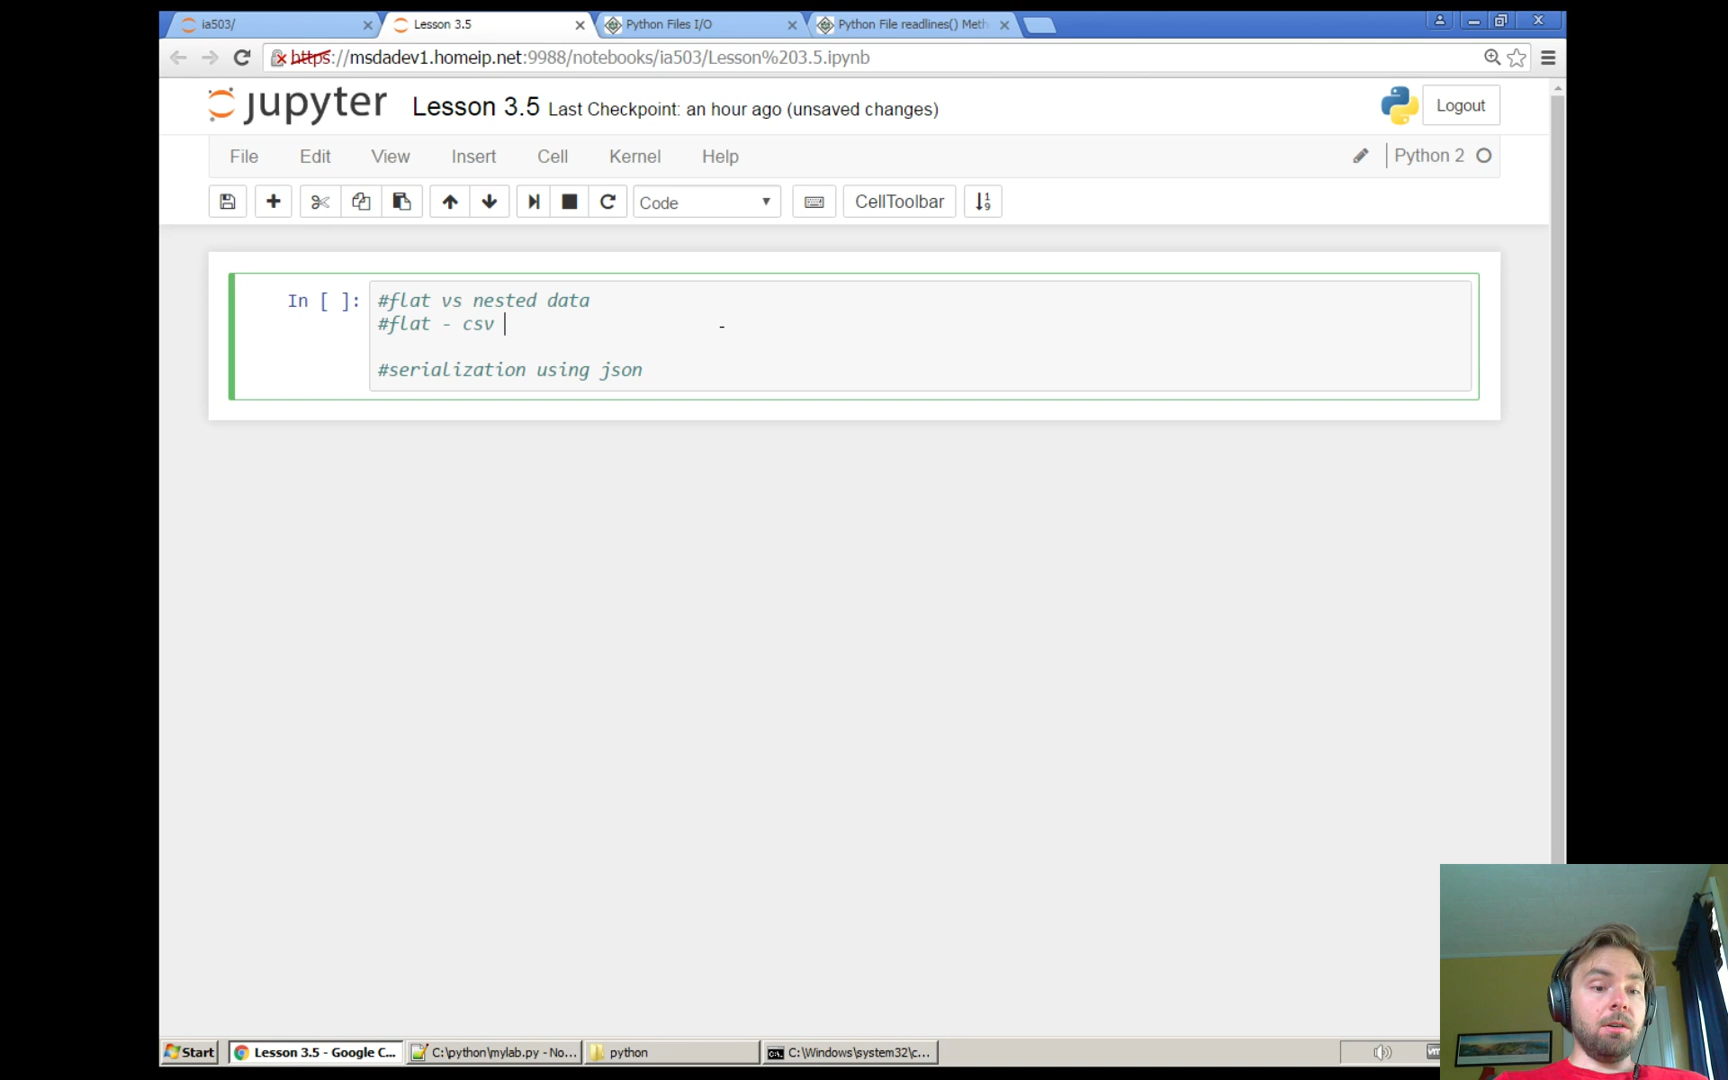 ia503/
Lesson 3.5
Python Files I/O
Python File readlines() Meth
https://msdadev1.homeip.net:9988/notebooks/ia503/Lesson%203.5.ipynb
jupyter Lesson 3.5 Last Checkpoint: an hour ago (unsaved changes)
Logout
File Edit View Insert Cell Kernel Help
Python 2
Code
CellToolbar
In [ ]: #flat vs nested data
#flat - csv
#serialization using json
Start
Lesson 3.5 - Google C...
C:\python\mylab.py - No...
python
C:\Windows\system32\c...